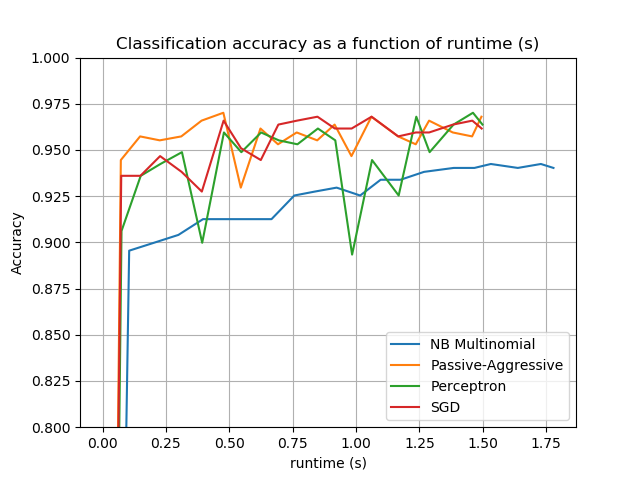 Classification accuracy as a function of runtime (s)
1.000
0.975
0.950
0.925
0.900
0.875
0.850
0.825
0.800
Accuracy
NB Multinomial
Passive-Aggressive
Perceptron
SGD
0.00 0.25 0.50 0.75 1.00 1.25 1.50 1.75
runtime (s)